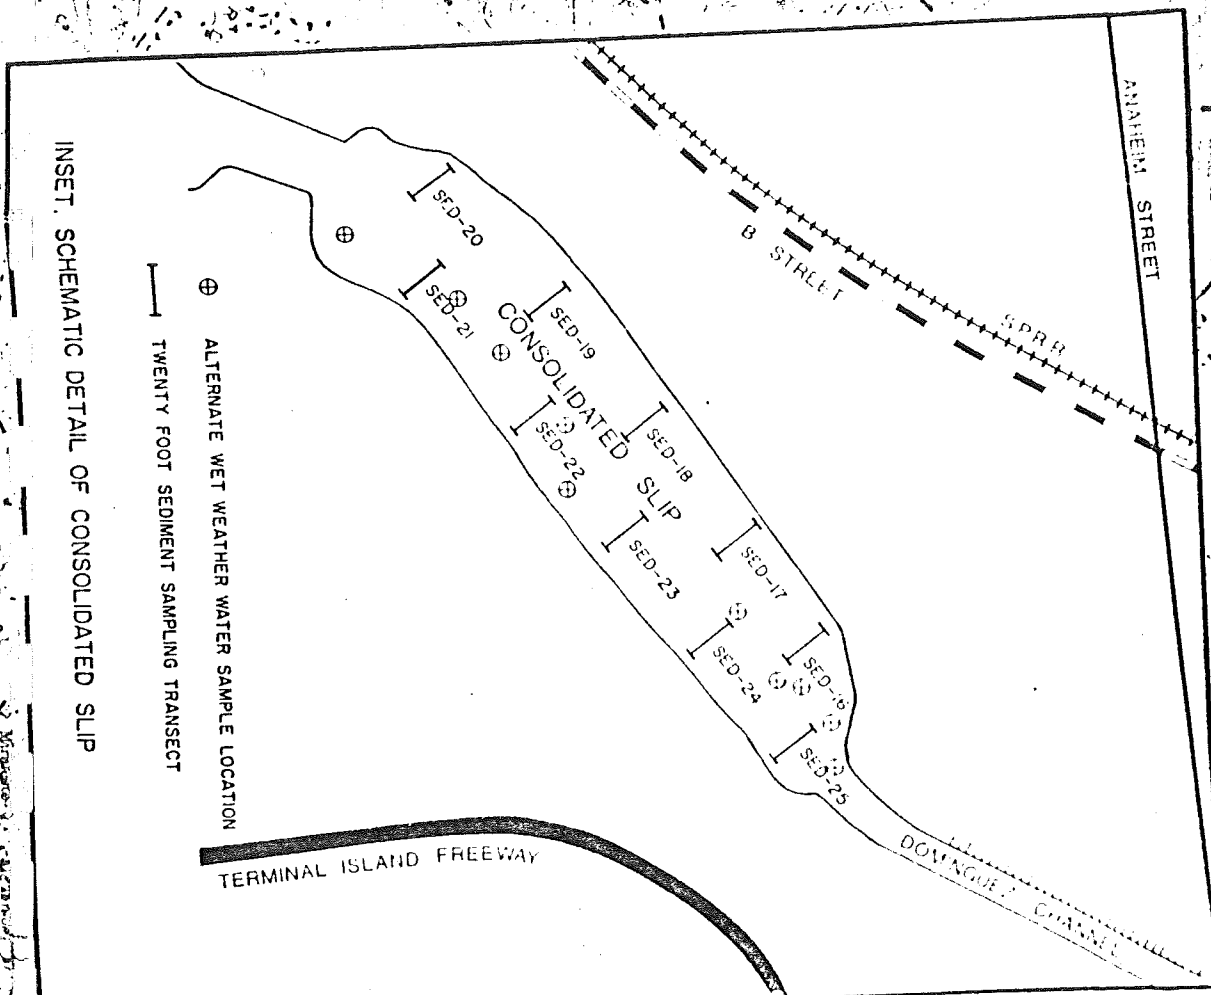 ANAHEIM STREET
B STREET
SPRR
SED-20
SED-19
SED-21
CONSOLIDATED SLIP
SED-18
SED-22
SED-17
SED-23
SED-16
SED-24
SED-25
DOMINGUEZ CHANNEL
TERMINAL ISLAND FREEWAY
⊕ ALTERNATE WET WEATHER WATER SAMPLE LOCATION
TWENTY FOOT SEDIMENT SAMPLING TRANSECT
INSET. SCHEMATIC DETAIL OF CONSOLIDATED SLIP